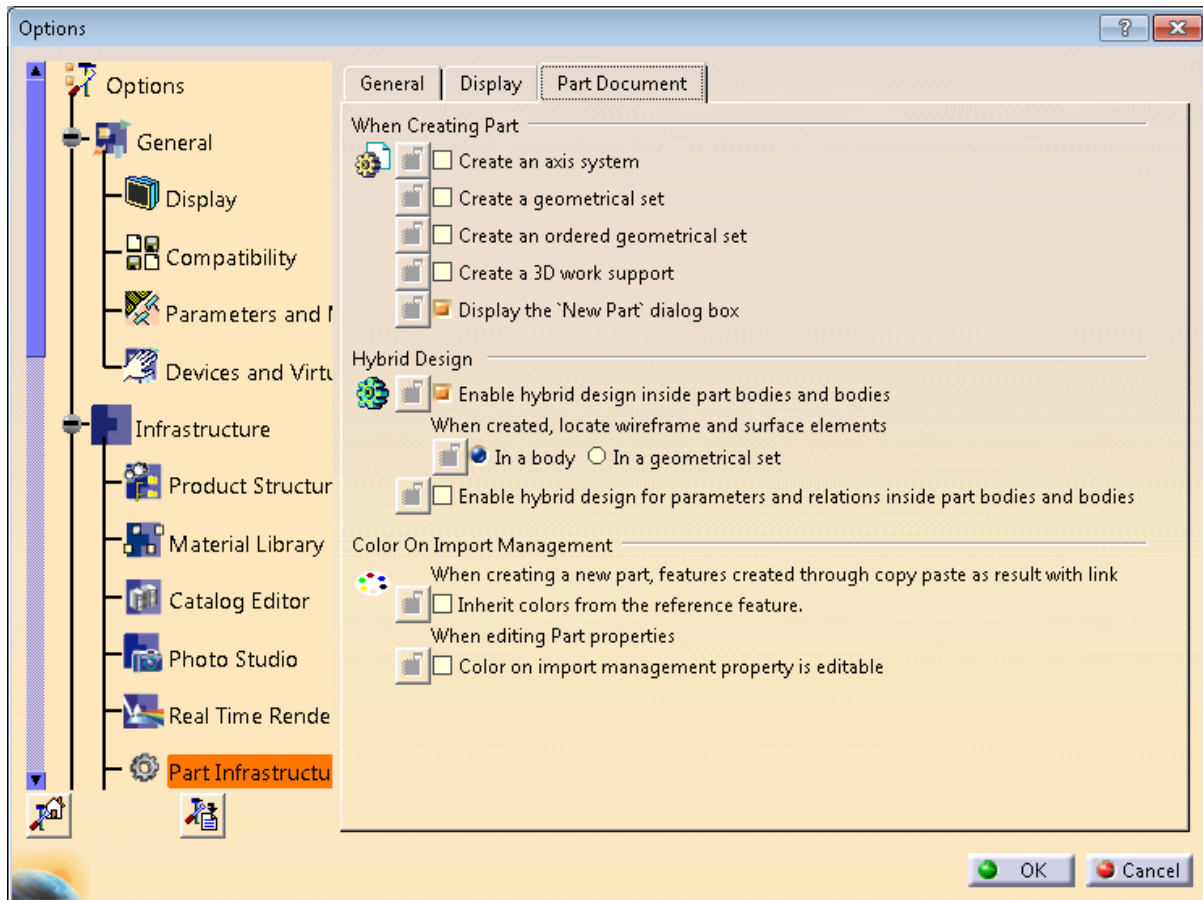 Options
Options
General
Display
Compatibility
Parameters and
Devices and Virtu
Infrastructure
Product Structur
Material Library
Catalog Editor
Photo Studio
Real Time Rende
Part Infrastructu
General Display Part Document
When Creating Part
Create an axis system
Create a geometrical set
Create an ordered geometrical set
Create a 3D work support
Display the `New Part` dialog box
Hybrid Design
Enable hybrid design inside part bodies and bodies
When created, locate wireframe and surface elements
In a body In a geometrical set
Enable hybrid design for parameters and relations inside part bodies and bodies
Color On Import Management
When creating a new part, features created through copy paste as result with link
Inherit colors from the reference feature.
When editing Part properties
Color on import management property is editable
OK Cancel